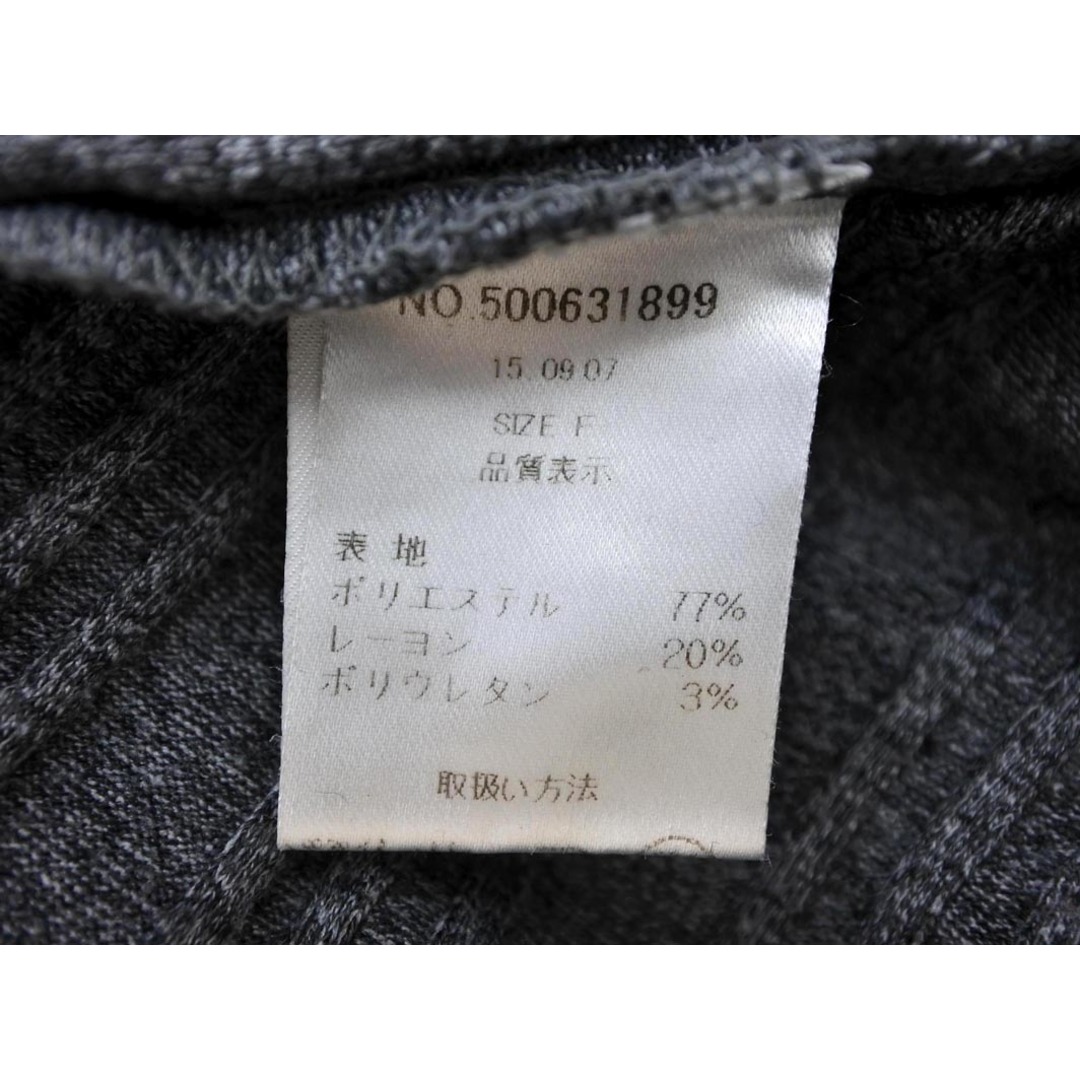 NO.500631899
15.09.07
SIZE F
品質表示
表 地
ポリエステル 77%
レーヨン 20%
ポリウレタン 3%
取扱い方法